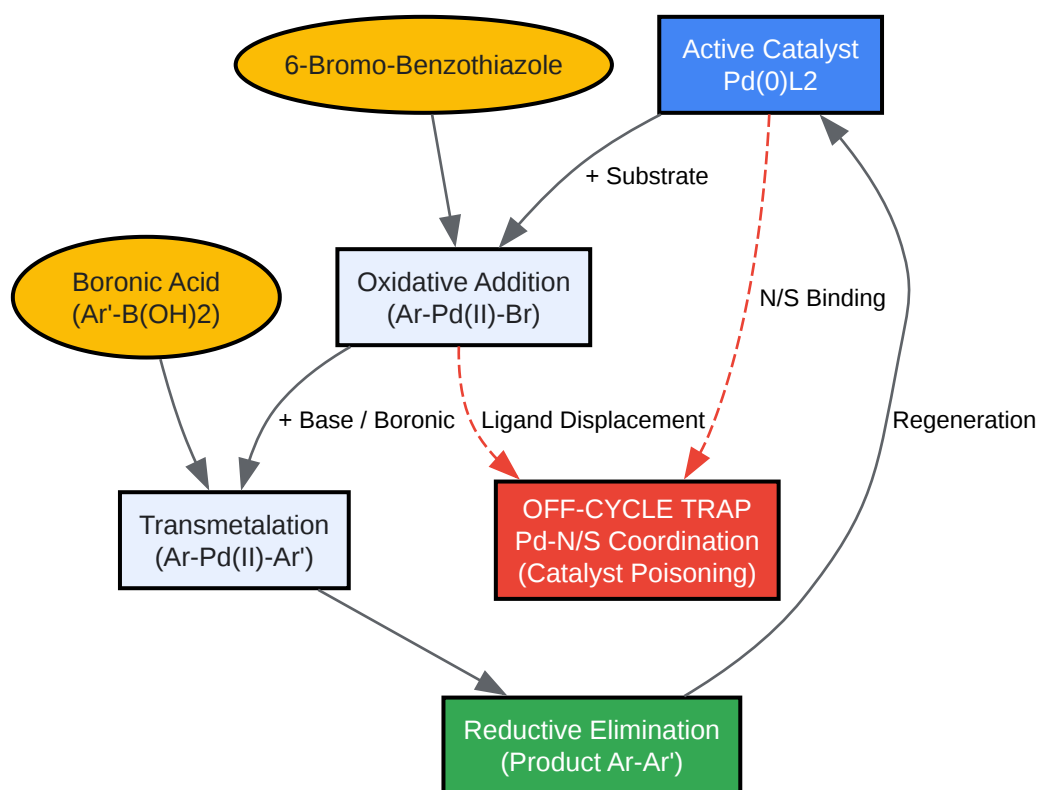 6-Bromo-Benzothiazole
Active Catalyst
Pd(0)L2
+ Substrate
Boronic Acid
(Ar'-B(OH)2)
Oxidative Addition
(Ar-Pd(II)-Br)
N/S Binding
+ Base / Boronic
Ligand Displacement
Regeneration
Transmetalation
(Ar-Pd(II)-Ar')
OFF-CYCLE TRAP
Pd-N/S Coordination
(Catalyst Poisoning)
Reductive Elimination
(Product Ar-Ar')